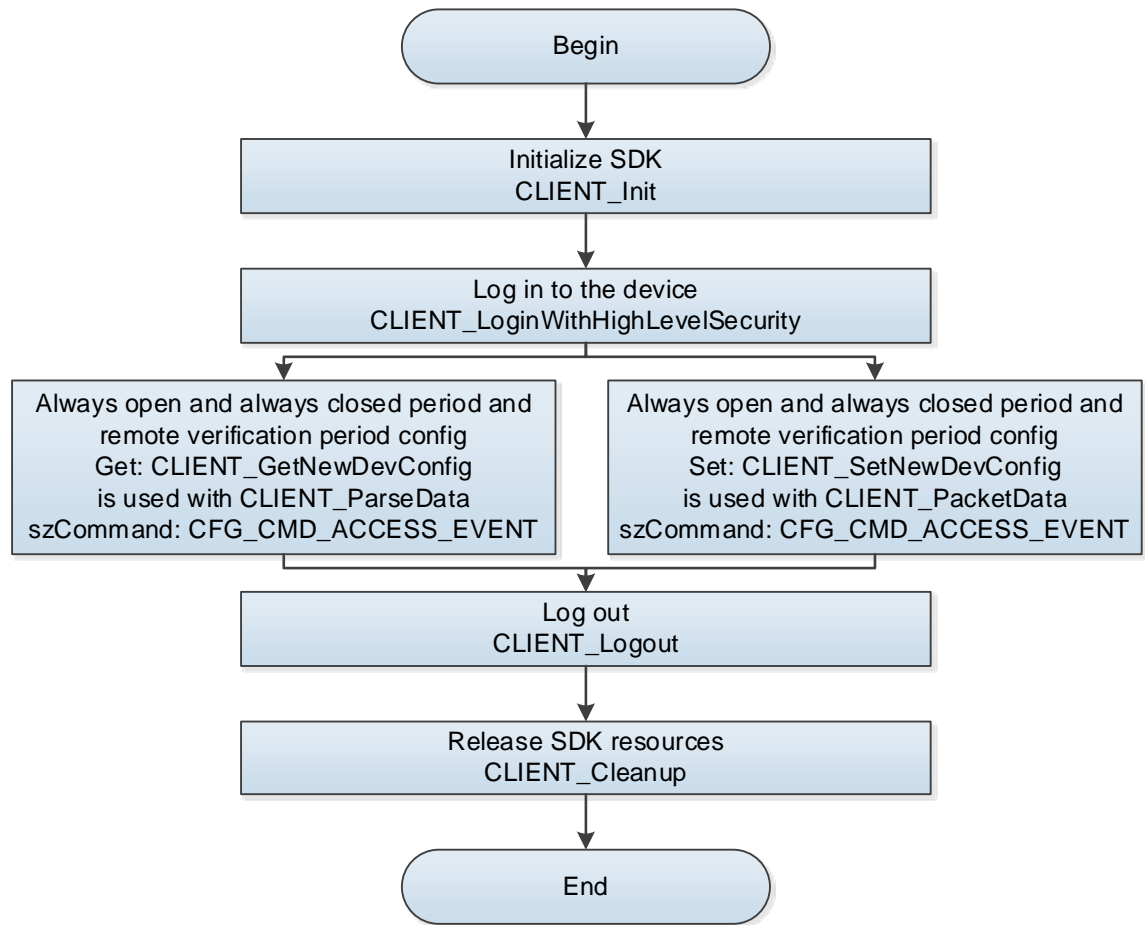 Begin
Initialize SDK
CLIENT_Init
Log in to the device
CLIENT_LoginWithHighLevelSecurity
Always open and always closed period and
remote verification period config
Get: CLIENT_GetNewDevConfig
is used with CLIENT_ParseData
szCommand: CFG_CMD_ACCESS_EVENT
Always open and always closed period and
remote verification period config
Set: CLIENT_SetNewDevConfig
is used with CLIENT_PacketData
szCommand: CFG_CMD_ACCESS_EVENT
Log out
CLIENT_Logout
Release SDK resources
CLIENT_Cleanup
End